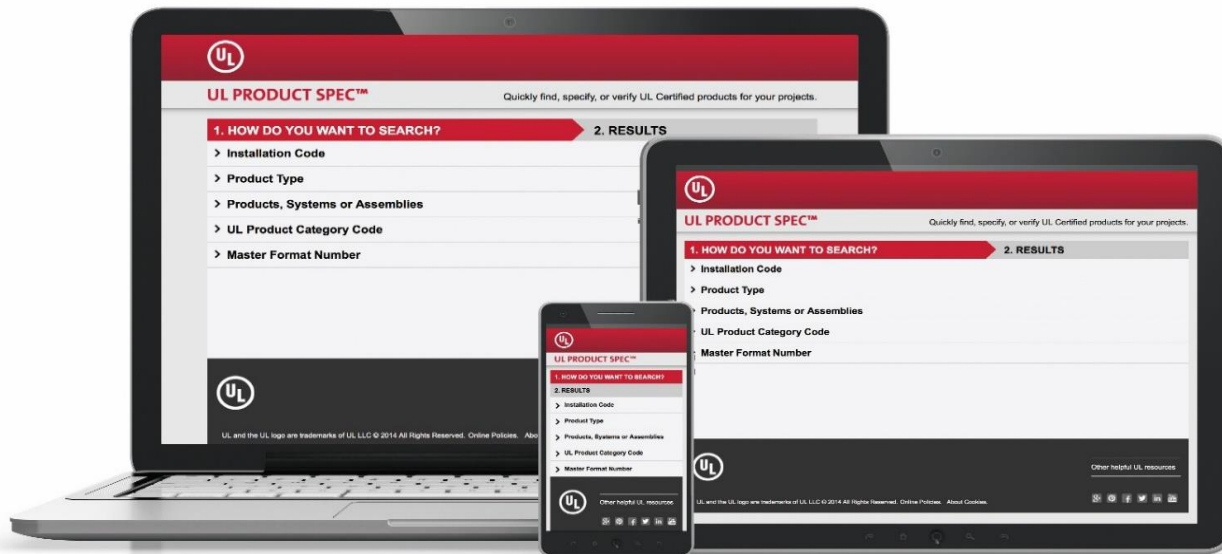 UL
UL PRODUCT SPEC™
Quickly find, specify, or verify UL Certified products for your projects.
1. HOW DO YOU WANT TO SEARCH?
2. RESULTS
> Installation Code
> Product Type
> Products, Systems or Assemblies
> UL Product Category Code
> Master Format Number
UL
UL and the UL logo are trademarks of UL LLC © 2014 All Rights Reserved. Online Policies.
UL
UL PRODUCT SPEC™
Quickly find, specify, or verify UL Certified products for your projects.
1. HOW DO YOU WANT TO SEARCH?
2. RESULTS
> Installation Code
> Product Type
> Products, Systems or Assemblies
UL Product Category Code
Master Format Number
UL
Other helpful UL resources
UL and the UL logo are trademarks of UL LLC © 2014 All Rights Reserved. Online Policies. About Cookies.
UL
UL PRODUCT SPEC™
1. HOW DO YOU WANT TO SEARCH?
2. RESULTS
> Installation Code
> Product Type
> Products, Systems or Assemblies
> UL Product Category Code
> Master Format Number
UL
Other helpful UL resources